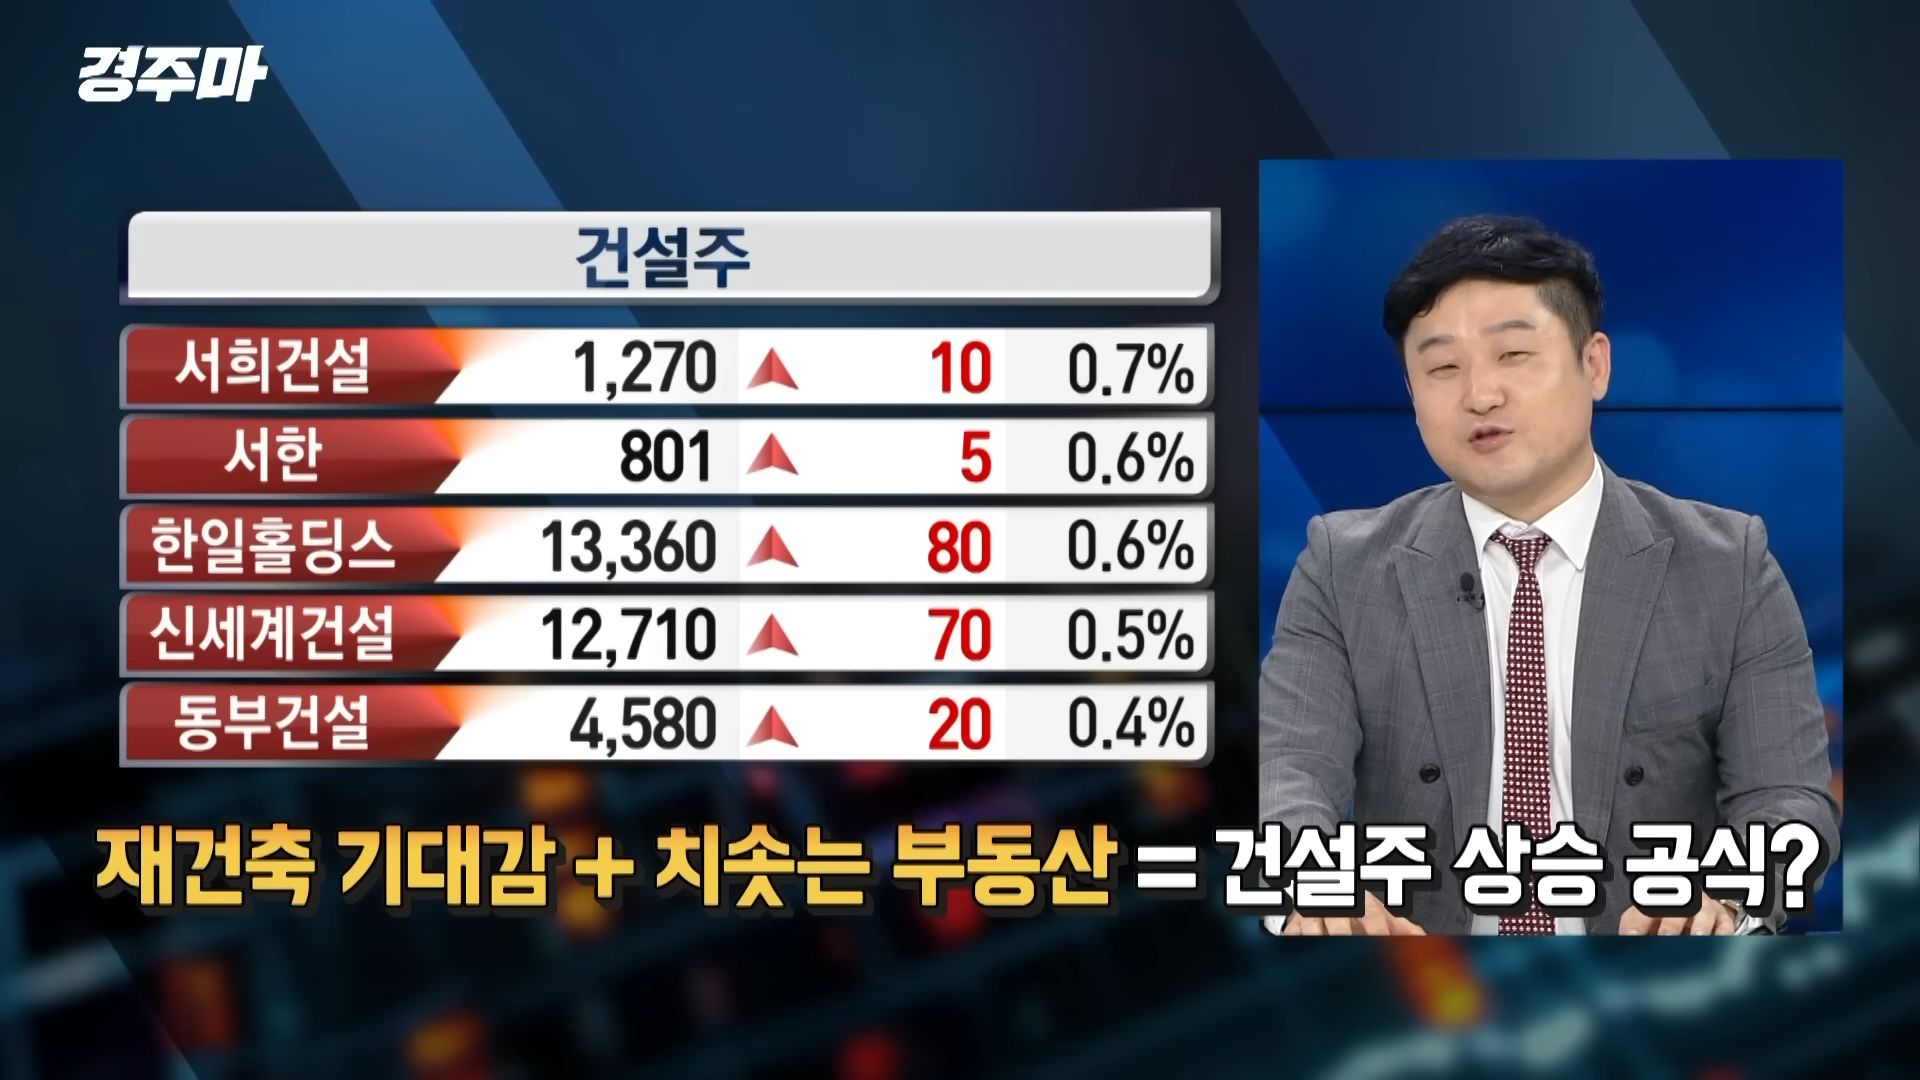 경주마
건설주
서희건설 1,270 10 0.7%
서한 801 5 0.6%
한일홀딩스 13,360 80 0.6%
신세계건설 12,710 70 0.5%
동부건설 4,580 20 0.4%
재건축 기대감 + 치솟는 부동산 = 건설주 상승 공식?